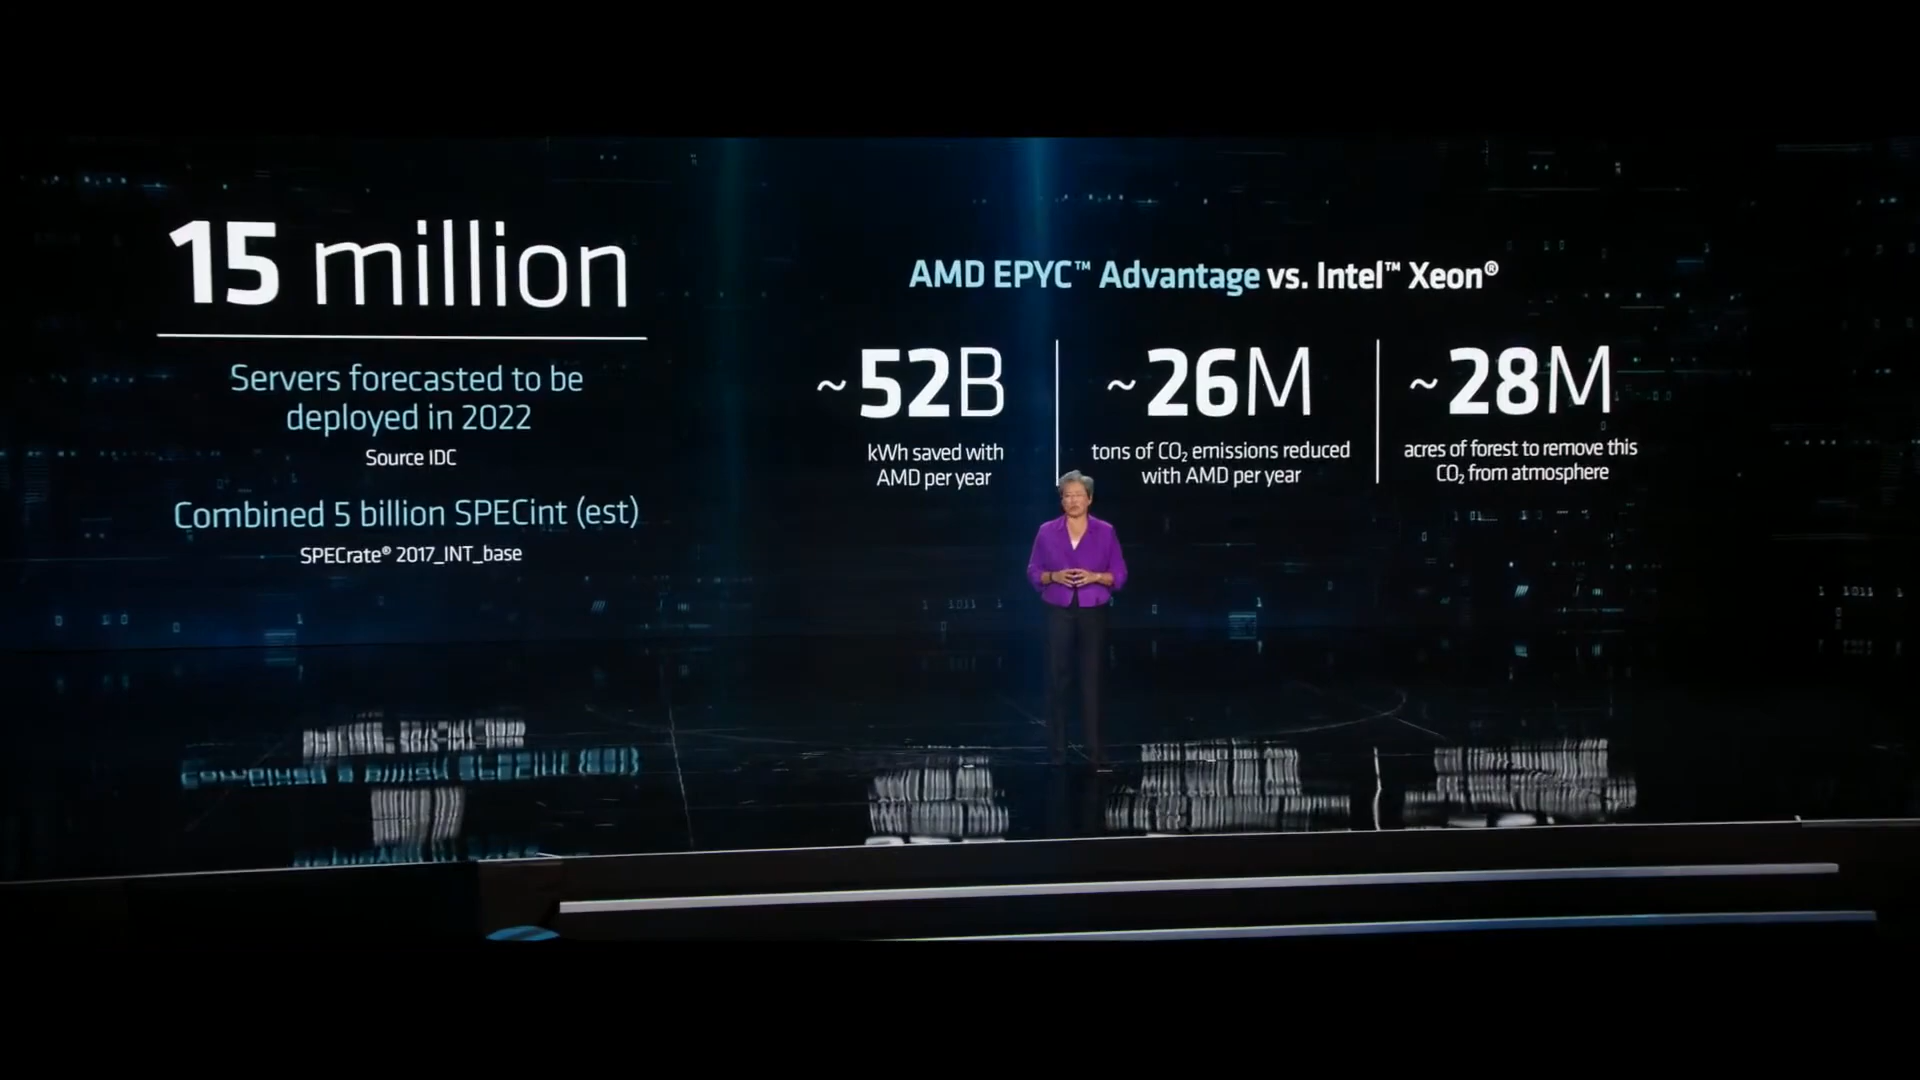 15 million
Servers forecasted to be
deployed in 2022
Source IDC
Combined 5 billion SPECint (est)
SPECrate® 2017_INT_base
AMD EPYC™ Advantage vs. Intel™ Xeon®
~52B
kWh saved with
AMD per year
~26M
tons of CO₂ emissions reduced
with AMD per year
~28M
acres of forest to remove this
CO₂ from atmosphere